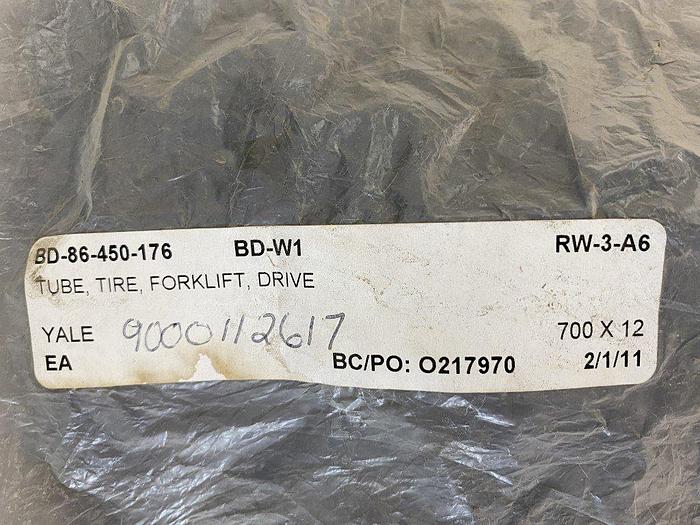 BD-86-450-176 BD-W1 RW-3-A6
TUBE, TIRE, FORKLIFT, DRIVE
YALE 9000112617 700 X 12
EA BC/PO: O217970 2/1/11